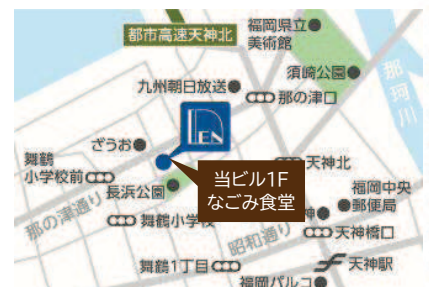 福岡県立
美術館
都市高速天神北
須崎公園
九州朝日放送
那の津口
那珂川
DEN
ざうお
舞鶴
小学校前
天神北
当ビル1F
なごみ食堂
長浜公園
福岡中央
郵便局
那の津通り
舞鶴小学校
神
昭和通り
天神橋口
舞鶴1丁目
天神駅
福岡パルコ